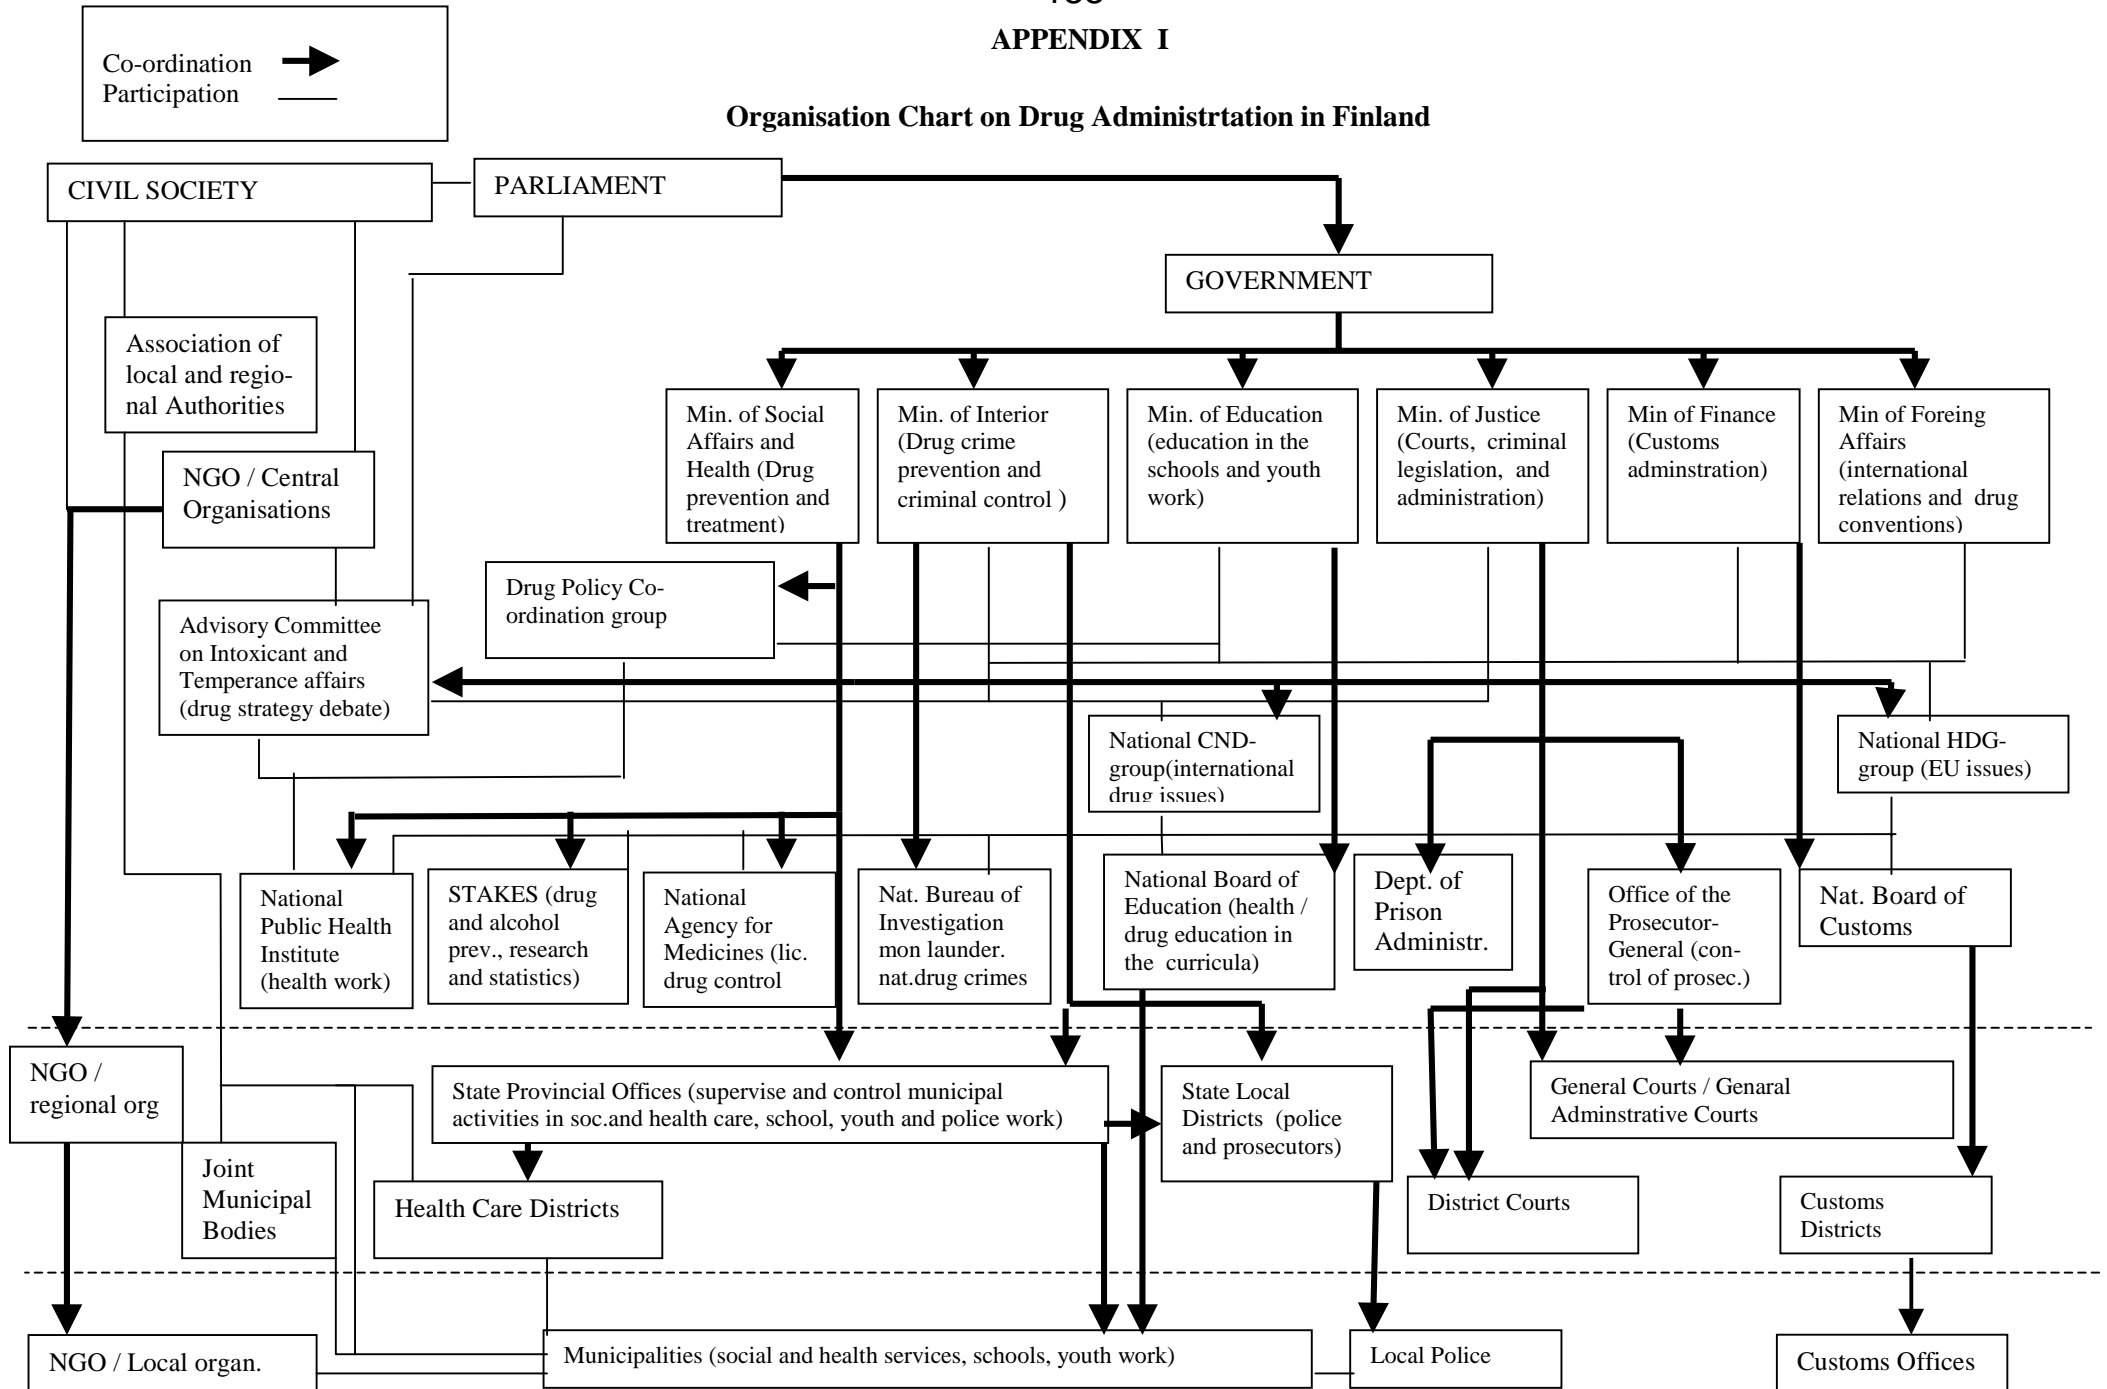 APPENDIX I
Co-ordination
Participation
Organisation Chart on Drug Administrtation in Finland
CIVIL SOCIETY
PARLIAMENT
GOVERNMENT
Association of
local and regio-
nal Authorities
NGO / Central
Organisations
Min. of Social
Affairs and
Health (Drug
prevention and
treatment)
Min. of Interior
(Drug crime
prevention and
criminal control )
Min. of Education
(education in the
schools and youth
work)
Min. of Justice
(Courts, criminal
legislation, and
administration)
Min of Finance
(Customs
adminstration)
Min of Foreing
Affairs
(international
relations and drug
conventions)
Drug Policy Co-
ordination group
Advisory Committee
on Intoxicant and
Temperance affairs
(drug strategy debate)
National CND-
group(international
drug issues)
National HDG-
group (EU issues)
National
Public Health
Institute
(health work)
STAKES (drug
and alcohol
prev., research
and statistics)
National
Agency for
Medicines (lic.
drug control
Nat. Bureau of
Investigation
mon launder.
nat.drug crimes
National Board of
Education (health /
drug education in
the curricula)
Dept. of
Prison
Administr.
Office of the
Prosecutor-
General (con-
trol of prosec.)
Nat. Board of
Customs
NGO /
regional org
State Provincial Offices (supervise and control municipal
activities in soc.and health care, school, youth and police work)
State Local
Districts (police
and prosecutors)
General Courts / Genaral
Adminstrative Courts
Joint
Municipal
Bodies
Health Care Districts
District Courts
Customs
Districts
NGO / Local organ.
Municipalities (social and health services, schools, youth work)
Local Police
Customs Offices